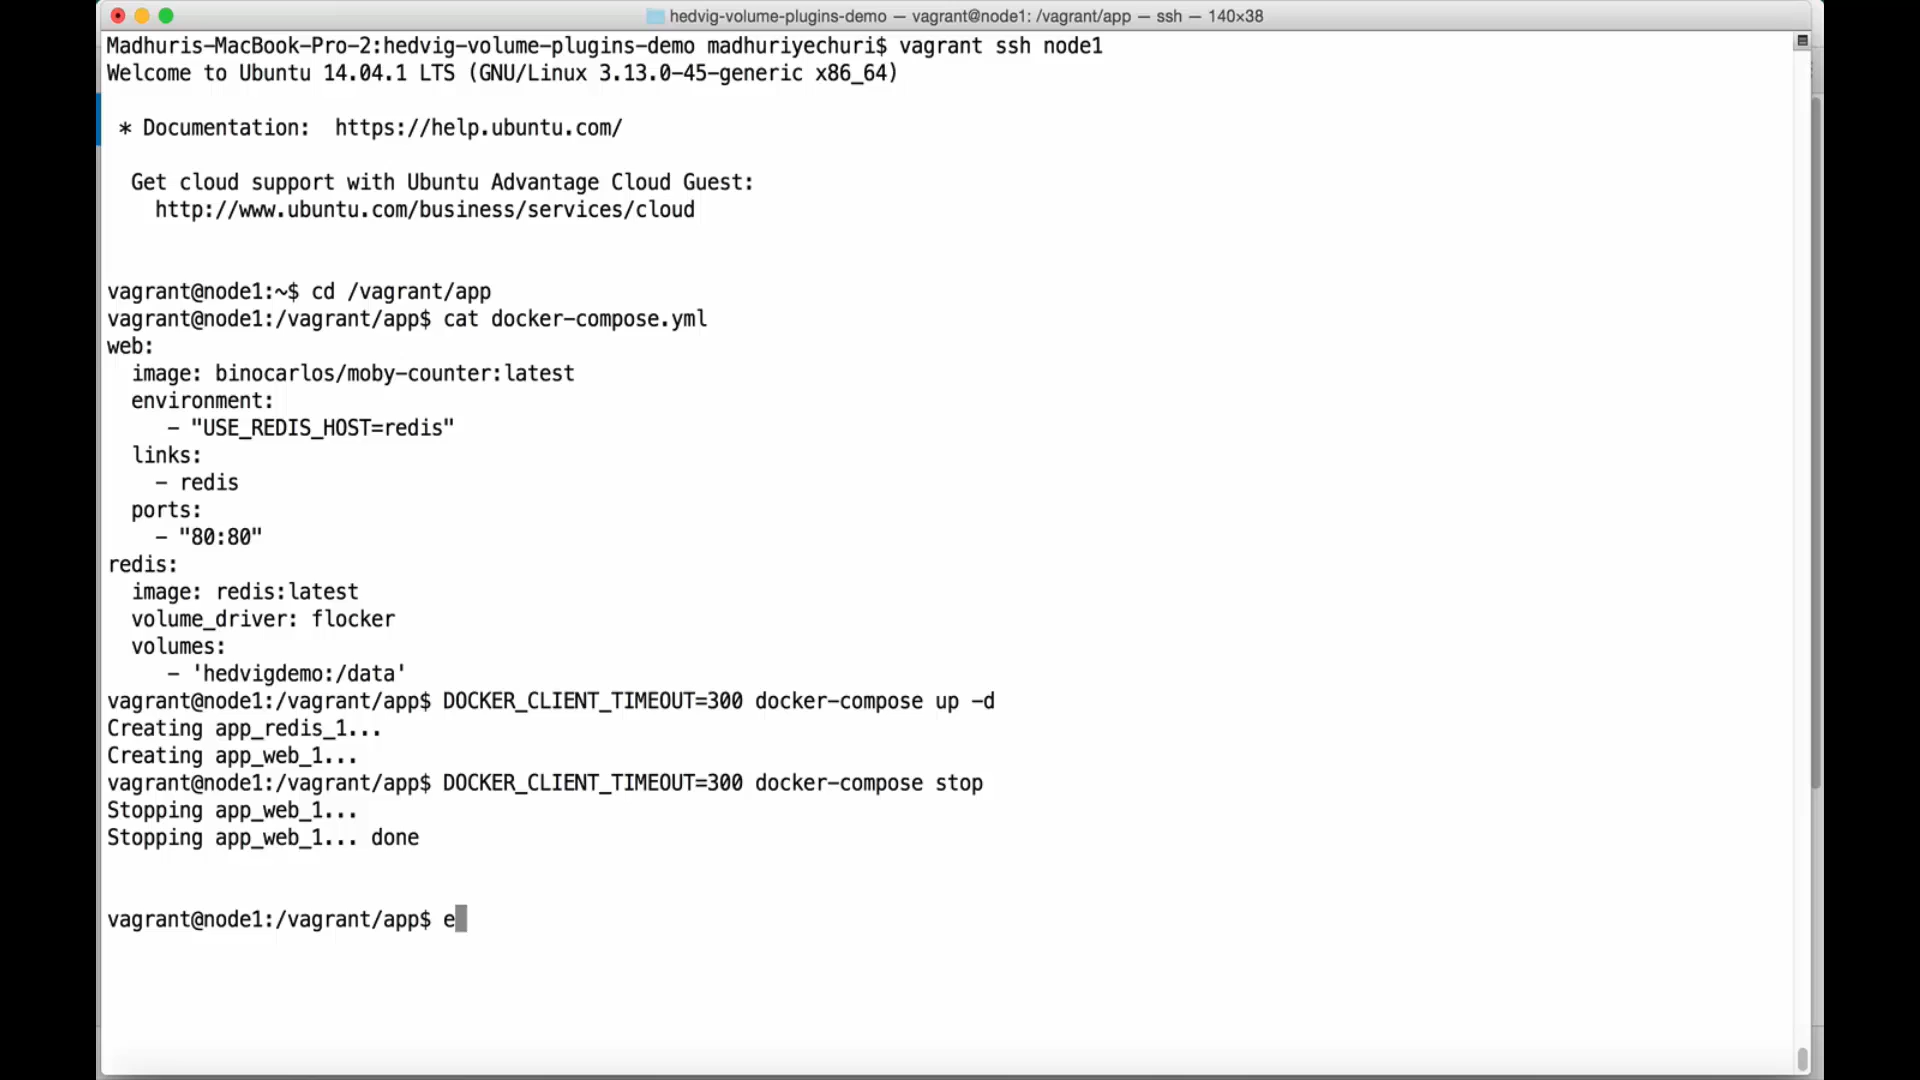 hedvig-volume-plugins-demo — vagrant@node1: /vagrant/app — ssh — 140×38
Madhuris-MacBook-Pro-2:hedvig-volume-plugins-demo madhuriyechuri$ vagrant ssh node1
Welcome to Ubuntu 14.04.1 LTS (GNU/Linux 3.13.0-45-generic x86_64)
* Documentation:  https://help.ubuntu.com/
Get cloud support with Ubuntu Advantage Cloud Guest:
http://www.ubuntu.com/business/services/cloud
vagrant@node1:~$ cd /vagrant/app
vagrant@node1:/vagrant/app$ cat docker-compose.yml
web:
image: binocarlos/moby-counter:latest
environment:
- "USE_REDIS_HOST=redis"
links:
- redis
ports:
- "80:80"
redis:
image: redis:latest
volume_driver: flocker
volumes:
- 'hedvigdemo:/data'
vagrant@node1:/vagrant/app$ DOCKER_CLIENT_TIMEOUT=300 docker-compose up -d
Creating app_redis_1...
Creating app_web_1...
vagrant@node1:/vagrant/app$ DOCKER_CLIENT_TIMEOUT=300 docker-compose stop
Stopping app_web_1...
Stopping app_web_1... done
vagrant@node1:/vagrant/app$ e